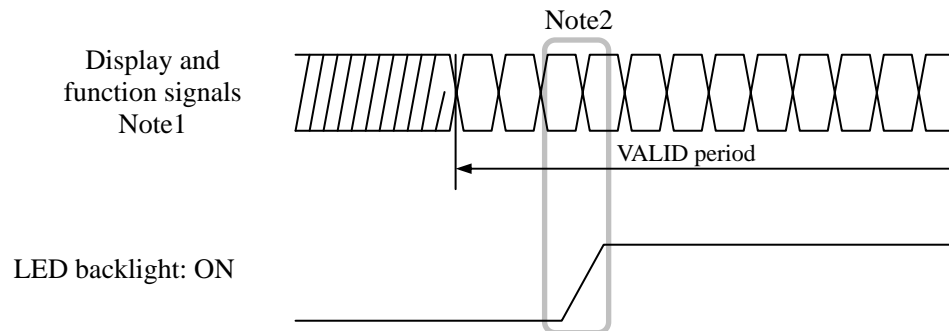 Note2
Display and
function signals
Note1
VALID period
LED backlight: ON